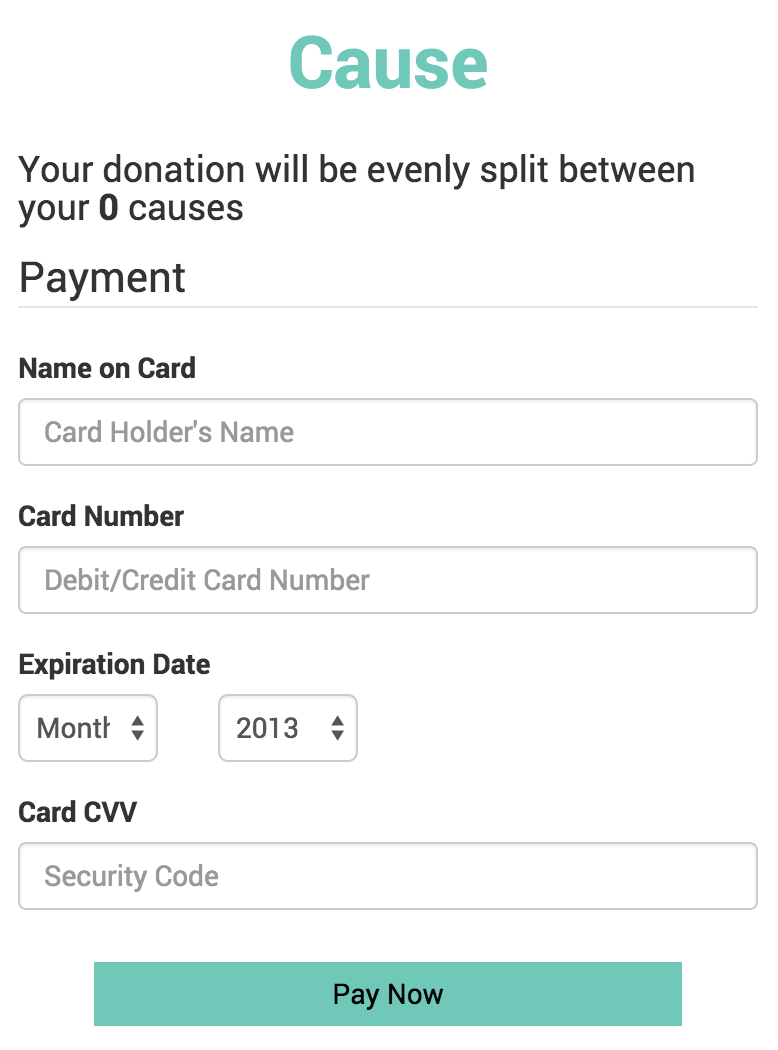 Cause
Your donation will be evenly split between
your 0 causes
Payment
Name on Card
Card Holder's Name
Card Number
Debit/Credit Card Number
Expiration Date
Month 2013
Card CVV
Security Code
Pay Now